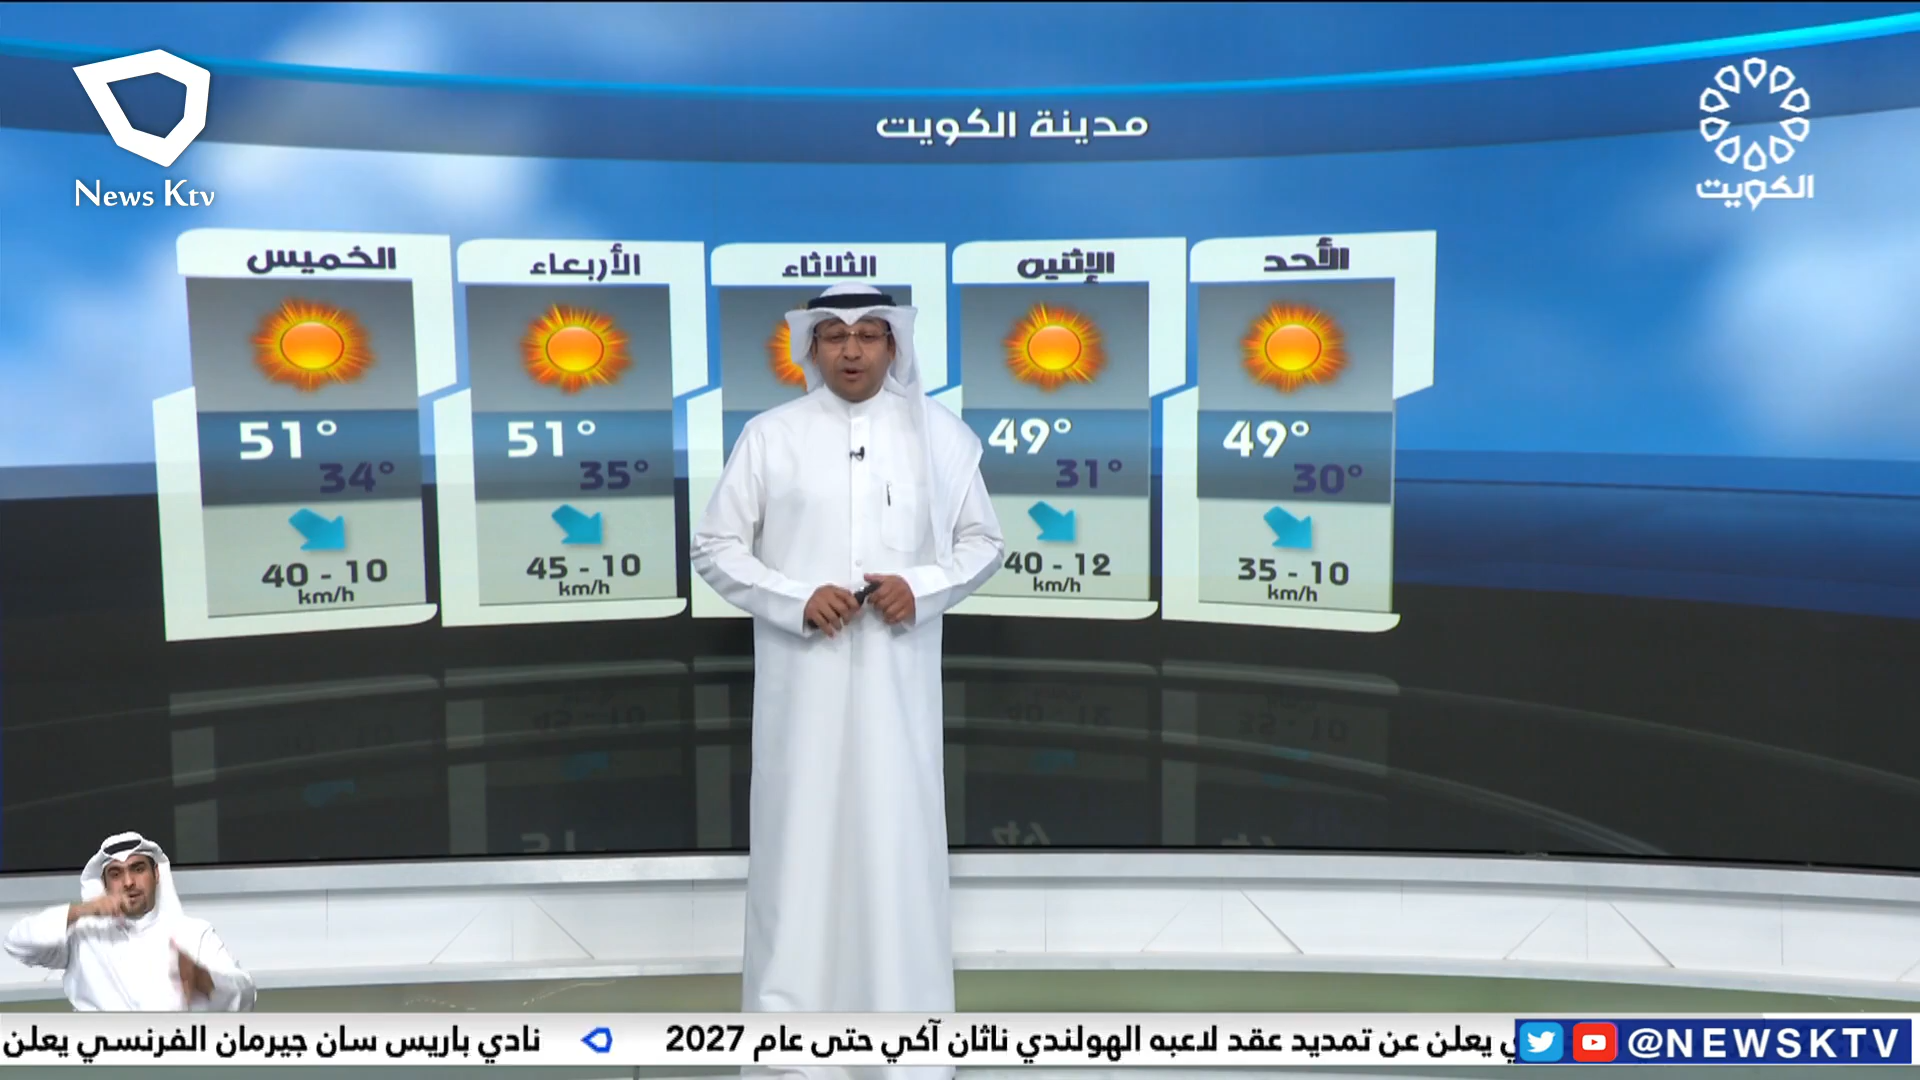 News Ktv
الكويت
مدينة الكويت
الأحد
49°
30°
35 - 10
km/h
الإثنين
49°
31°
40 - 12
km/h
الثلاثاء
الأربعاء
51°
35°
45 - 10
km/h
الخميس
51°
34°
40 - 10
km/h
@NEWSKTV
يعلن عن تمديد عقد لاعبه الهولندي ناثان آكي حتى عام 2027
نادي باريس سان جيرمان الفرنسي يعلن